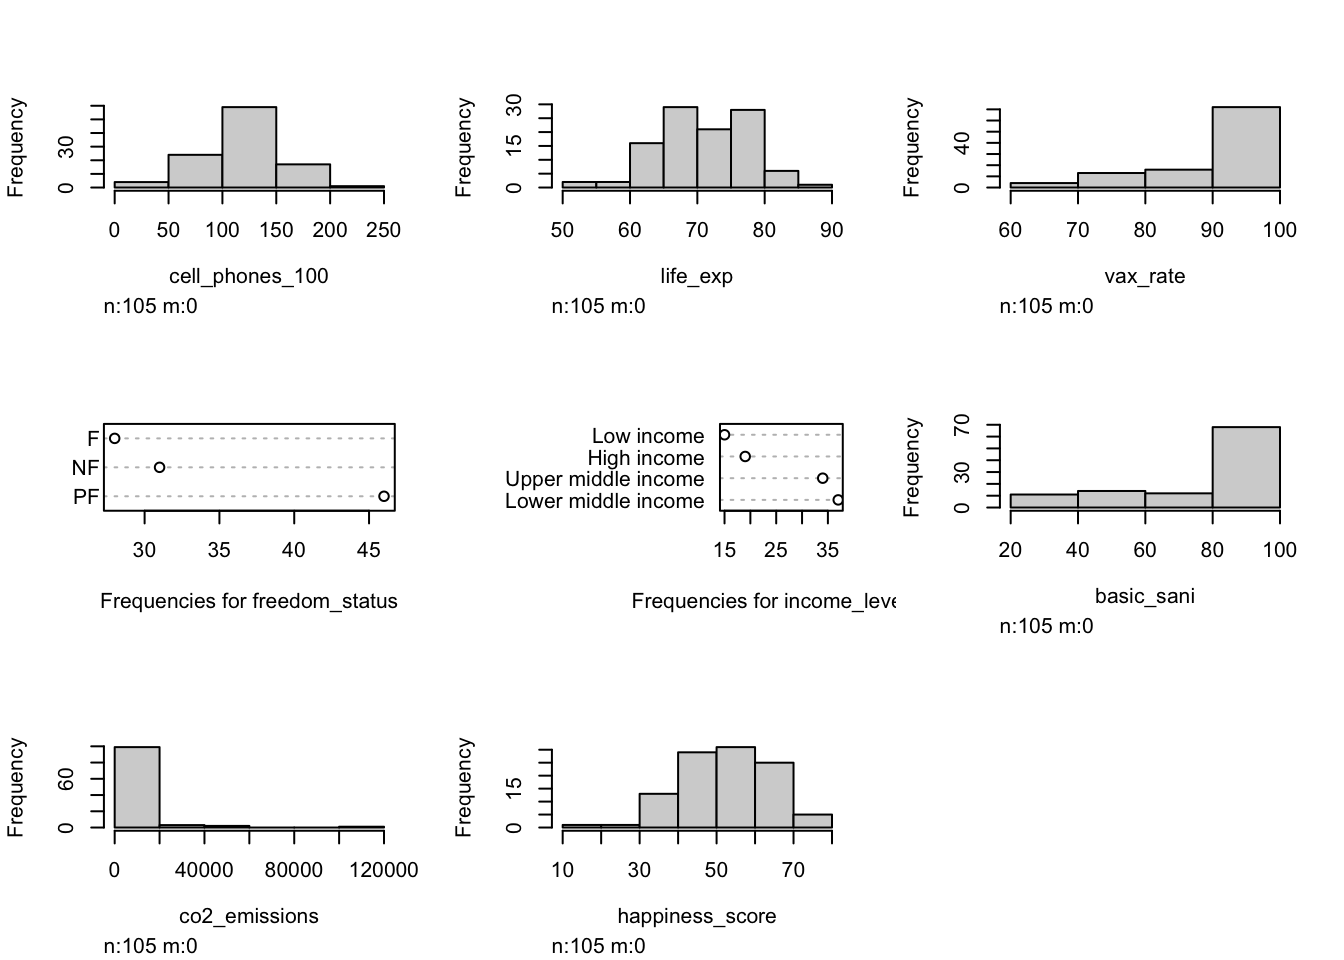 Frequency
0 30
0 50 100 150 200 250
cell_phones_100
n:105 m:0
Frequency
0 15 30
50 60 70 80 90
life_exp
n:105 m:0
Frequency
0 40
60 70 80 90 100
vax_rate
n:105 m:0
F
NF
PF
30 35 40 45
Frequencies for freedom_status
Low income
High income
Upper middle income
Lower middle income
15 25 35
Frequencies for income_leve
Frequency
0 30 70
20 40 60 80 100
basic_sani
n:105 m:0
Frequency
0 60
0 40000 80000 120000
co2_emissions
n:105 m:0
Frequency
0 15
10 30 50 70
happiness_score
n:105 m:0